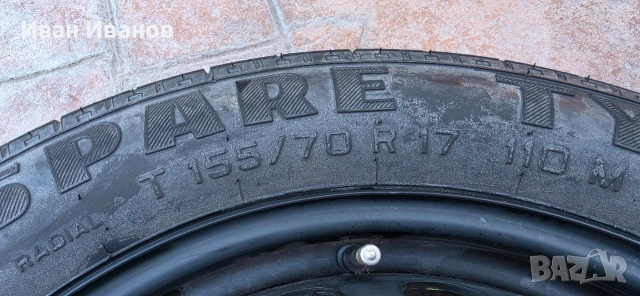 Иван Иванов
SPARE TY
RADIAL T 155/70 R 17 110 M
BAZAR